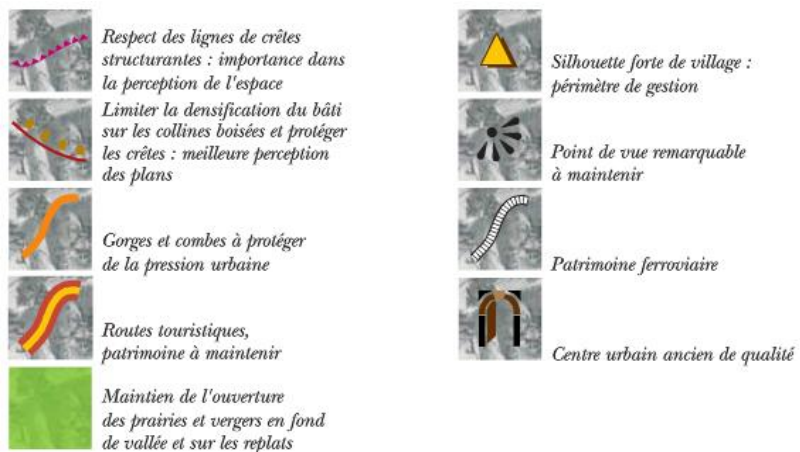 Respect des lignes de crêtes
structurantes : importance dans
la perception de l'espace
Limiter la densification du bâti
sur les collines boisées et protéger
les crêtes : meilleure perception
des plans
Gorges et combes à protéger
de la pression urbaine
Routes touristiques,
patrimoine à maintenir
Maintien de l'ouverture
des prairies et vergers en fond
de vallée et sur les replats
Silhouette forte de village :
périmètre de gestion
Point de vue remarquable
à maintenir
Patrimoine ferroviaire
Centre urbain ancien de qualité